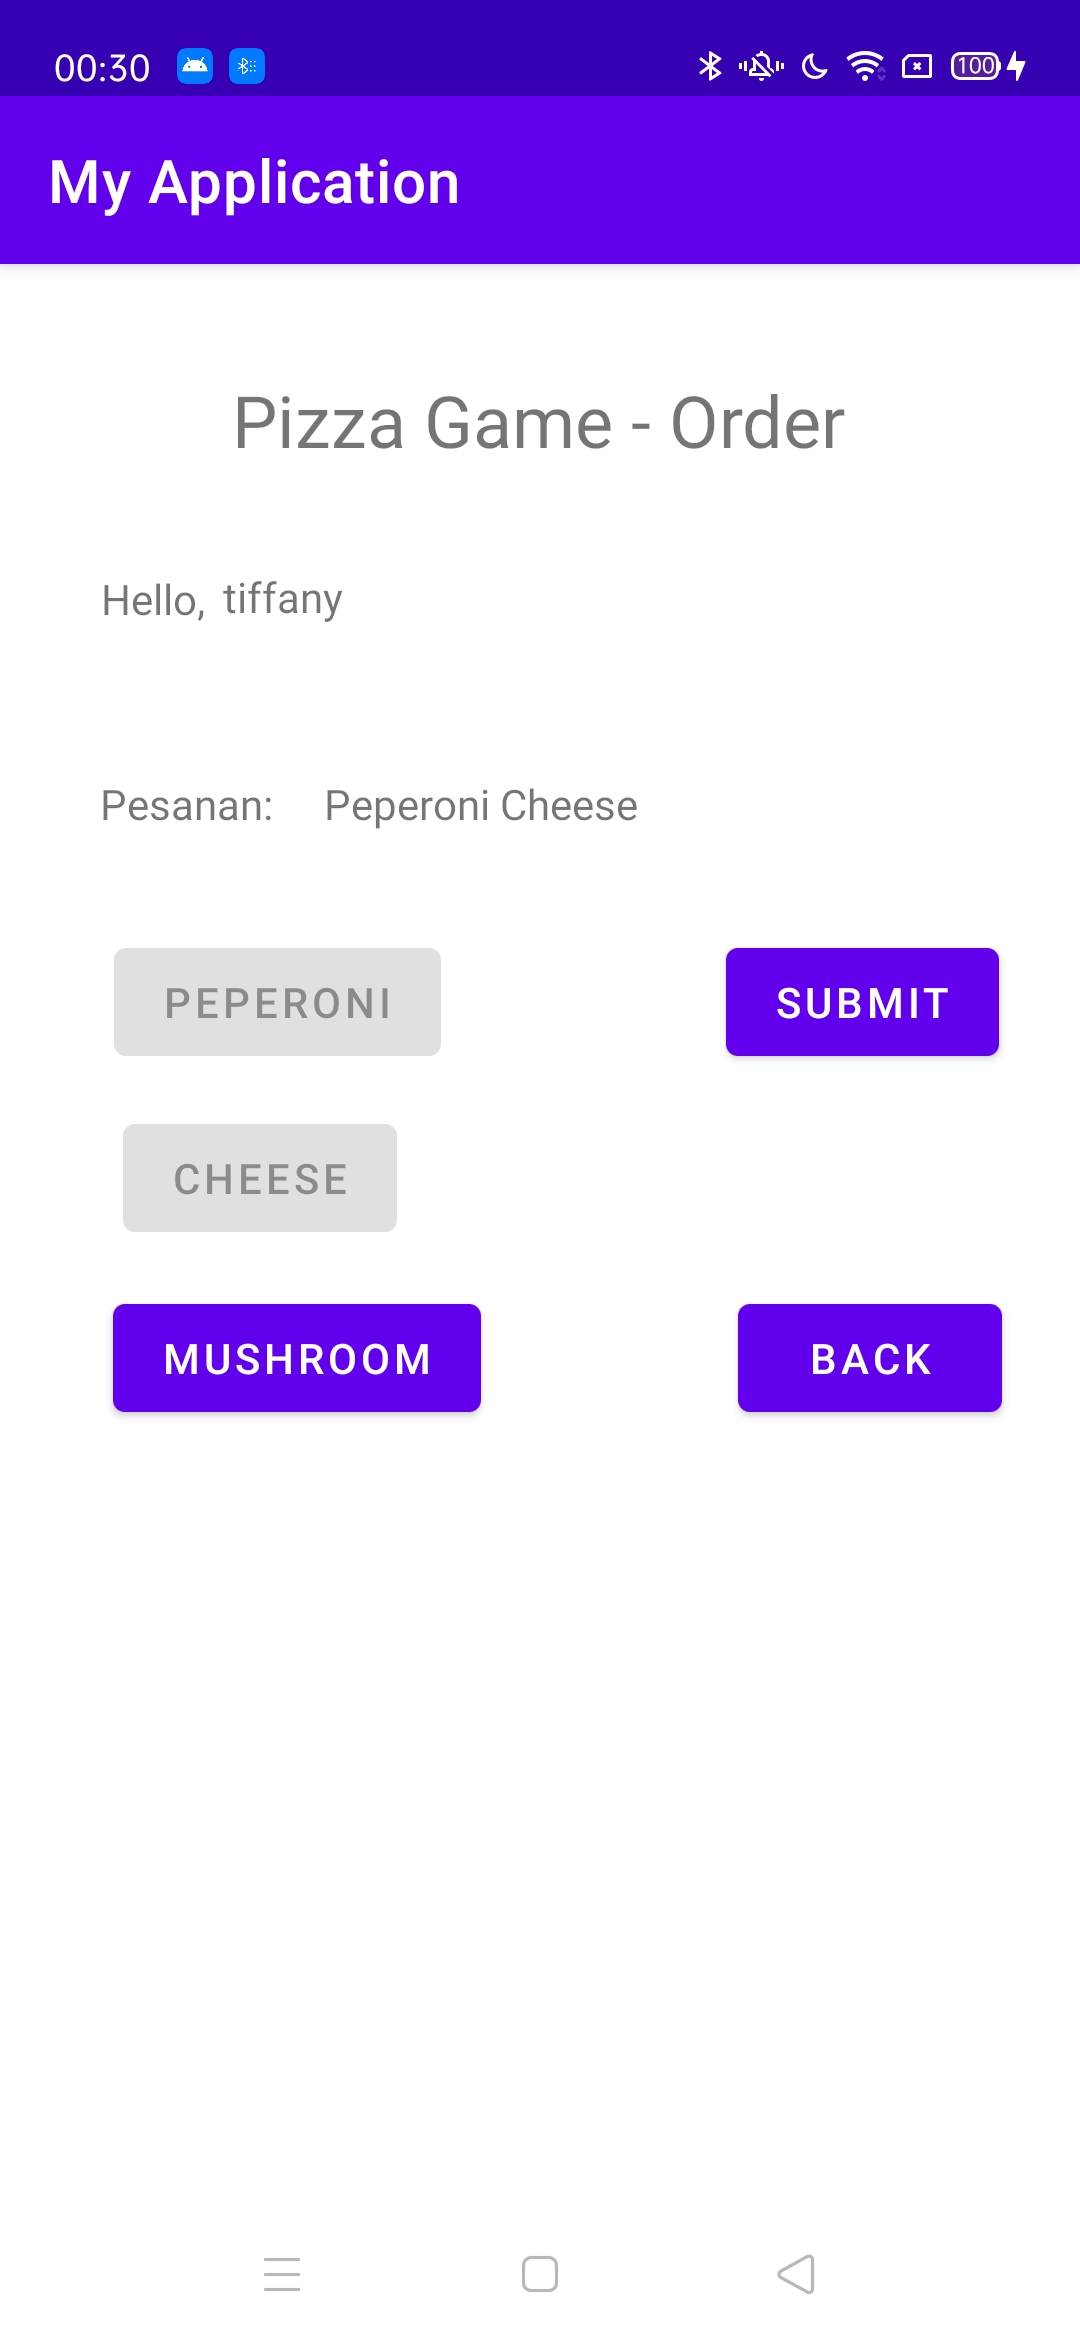 00:30 100
My Application
Pizza Game - Order
Hello, tiffany
Pesanan: Peperoni Cheese
PEPERONI SUBMIT
CHEESE
MUSHROOM BACK